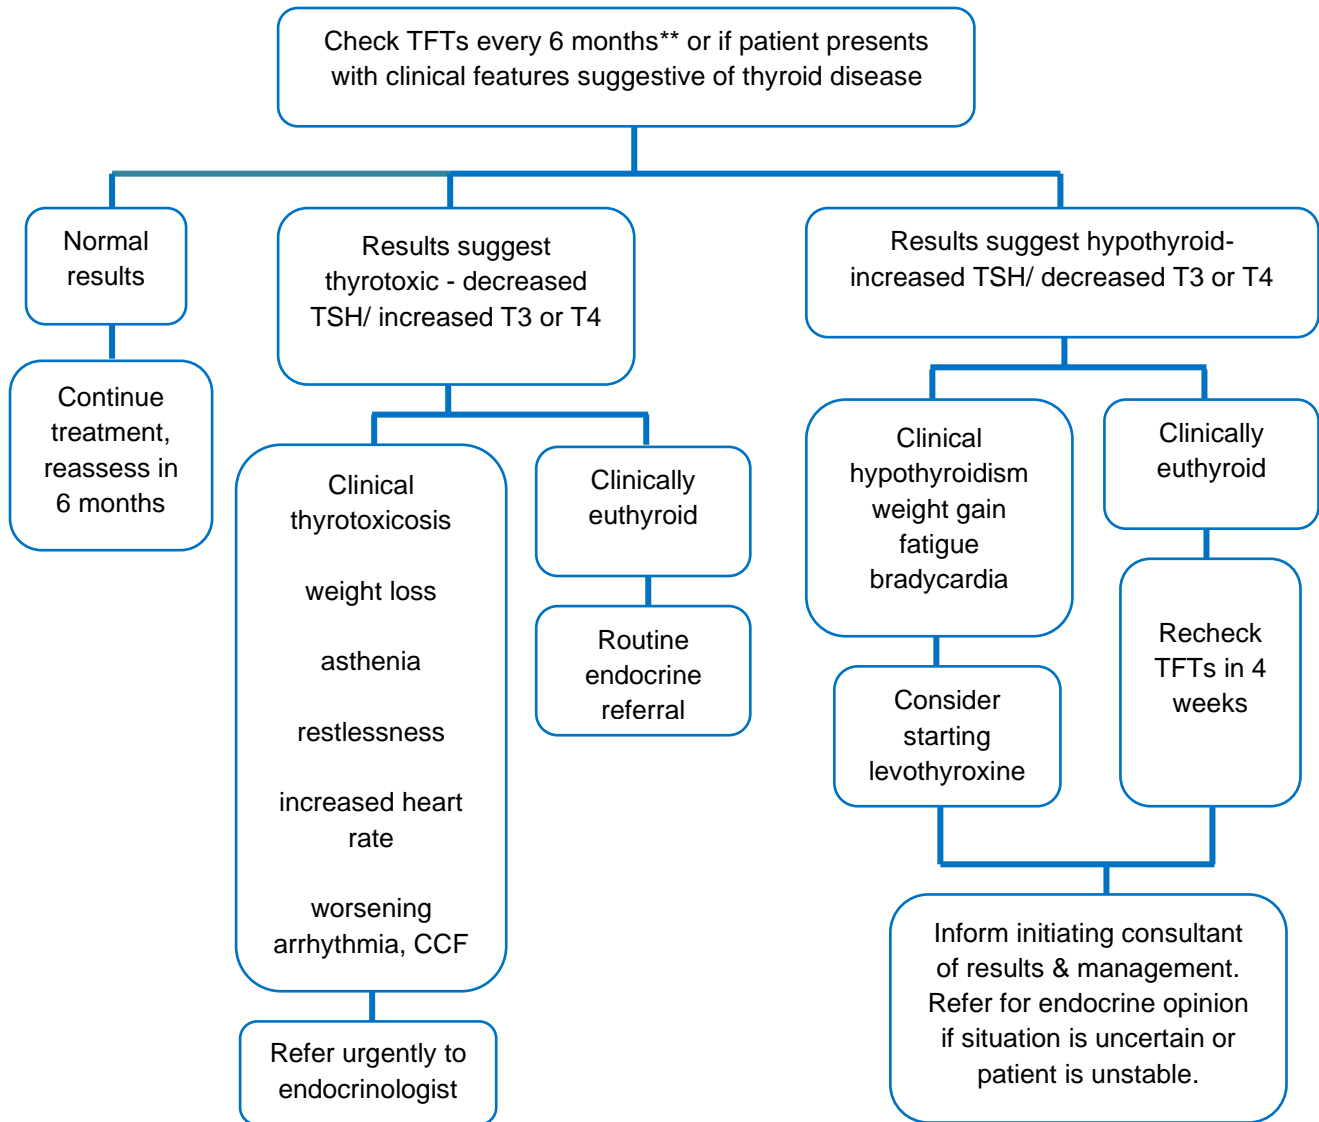 Check TFTs every 6 months** or if patient presents
with clinical features suggestive of thyroid disease
Normal
results
Continue
treatment,
reassess in
6 months
Results suggest
thyrotoxic - decreased
TSH/ increased T3 or T4
Clinical
thyrotoxicosis
weight loss
asthenia
restlessness
increased heart
rate
worsening
arrhythmia, CCF
Refer urgently to
endocrinologist
Clinically
euthyroid
Routine
endocrine
referral
Results suggest hypothyroid-
increased TSH/ decreased T3 or T4
Clinical
hypothyroidism
weight gain
fatigue
bradycardia
Consider
starting
levothyroxine
Clinically
euthyroid
Recheck
TFTs in 4
weeks
Inform initiating consultant
of results & management.
Refer for endocrine opinion
if situation is uncertain or
patient is unstable.